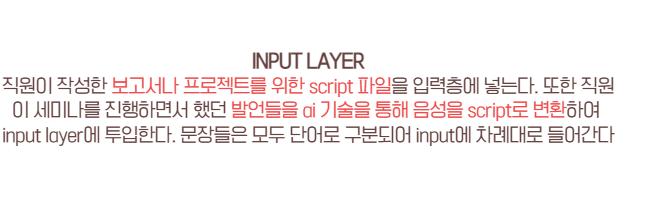 INPUT LAYER
직원이 작성한 보고서나 프로젝트를 위한 script 파일을 입력층에 넣는다. 또한 직원
이 세미나를 진행하면서 했던 발언들을 ai 기술을 통해 음성을 script로 변환하여
input layer에 투입한다. 문장들은 모두 단어로 구분되어 input에 차례대로 들어간다